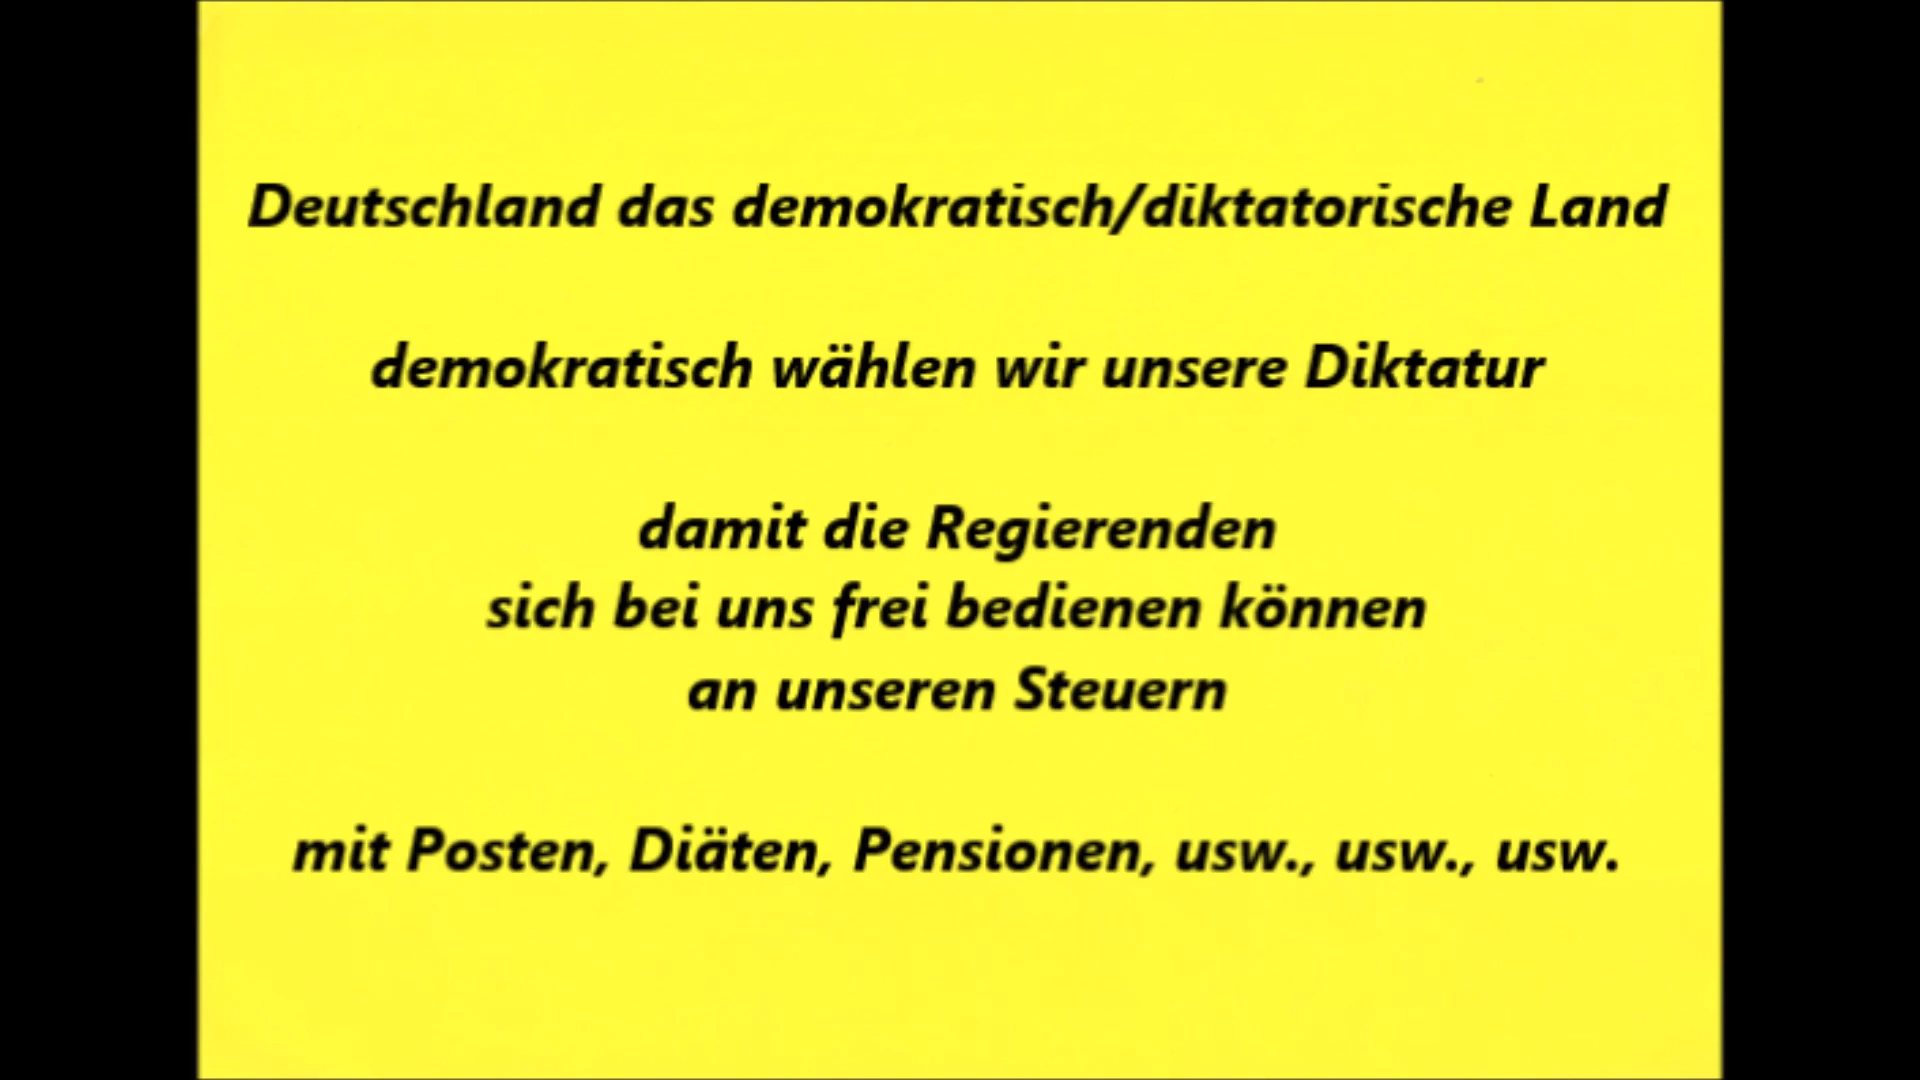 Deutschland das demokratisch/diktatorische Land
demokratisch wählen wir unsere Diktatur
damit die Regierenden
sich bei uns frei bedienen können
an unseren Steuern
mit Posten, Diäten, Pensionen, usw., usw., usw.